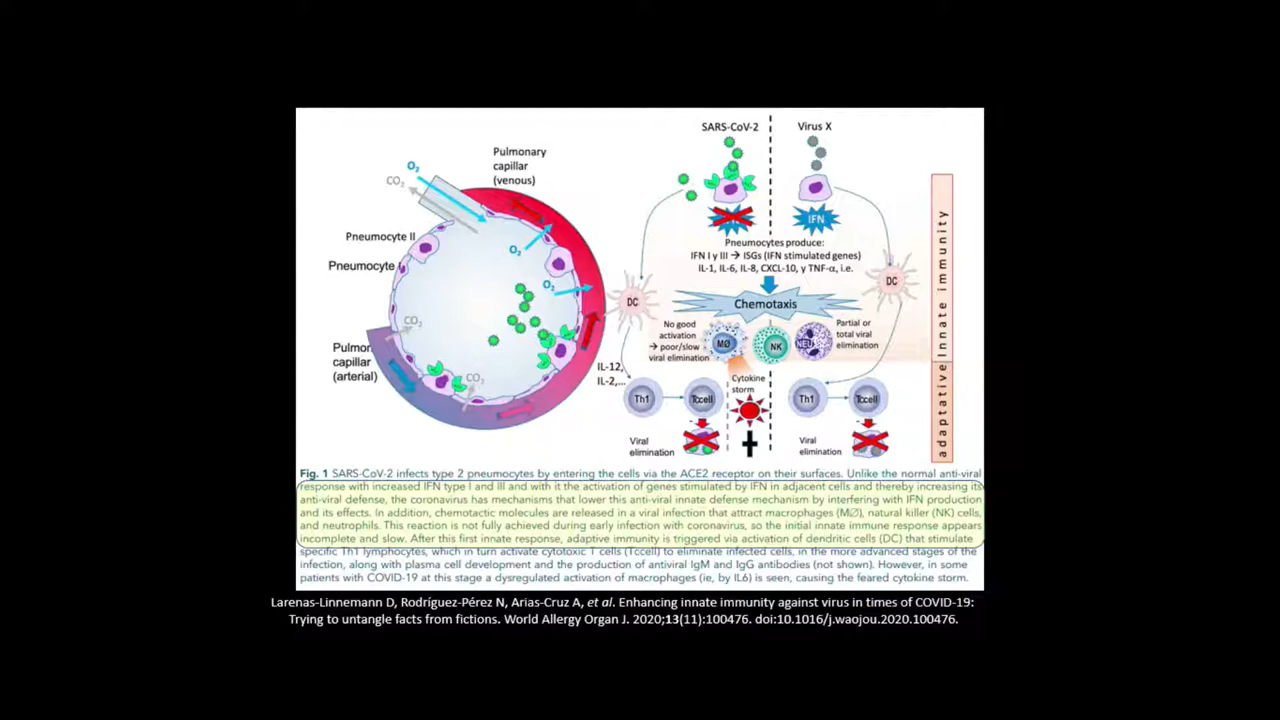 SARS-CoV-2
Virus X
Pulmonary
capillar
(venous)
O₂
CO₂
Pneumocyte II
Pneumocyte I
O₂
O₂
CO₂
CO₂
Pulmon
capillar
(arterial)
IFN
Pneumocytes produce:
IFN I y III → ISGs (IFN stimulated genes)
IL-1, IL-6, IL-8, CXCL-10, y TNF-α, i.e.
DC
DC
Chemotaxis
No good
activation
→ poor/slow
viral elimination
MØ
NK
NEU
Partial or
total viral
elimination
IL-12,
IL-2,...
Cytokine
storm
Th1
Tccell
Th1
Tccell
Viral
elimination
Viral
elimination
adaptative
Innate immunity
Fig. 1 SARS-CoV-2 infects type 2 pneumocytes by entering the cells via the ACE2 receptor on their surfaces. Unlike the normal anti-viral
response with increased IFN type I and III and with it the activation of genes stimulated by IFN in adjacent cells and thereby increasing its
anti-viral defense, the coronavirus has mechanisms that lower this anti-viral innate defense mechanism by interfering with IFN production
and its effects. In addition, chemotactic molecules are released in a viral infection that attract macrophages (MØ), natural killer (NK) cells,
and neutrophils. This reaction is not fully achieved during early infection with coronavirus, so the initial innate immune response appears
incomplete and slow. After this first innate response, adaptive immunity is triggered via activation of dendritic cells (DC) that stimulate
specific Th1 lymphocytes, which in turn activate cytotoxic T cells (Tccell) to eliminate infected cells, in the more advanced stages of the
infection, along with plasma cell development and the production of antiviral IgM and IgG antibodies (not shown). However, in some
patients with COVID-19 at this stage a dysregulated activation of macrophages (ie, by IL6) is seen, causing the feared cytokine storm.
Larenas-Linnemann D, Rodríguez-Pérez N, Arias-Cruz A, et al. Enhancing innate immunity against virus in times of COVID-19:
Trying to untangle facts from fictions. World Allergy Organ J. 2020;13(11):100476. doi:10.1016/j.waojou.2020.100476.